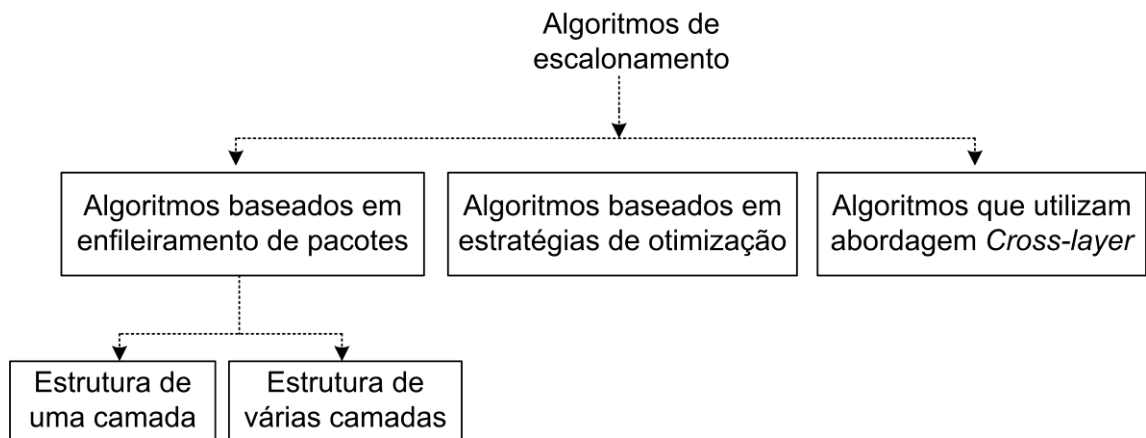 Algoritmos de
escalonamento
Algoritmos baseados em
enfileiramento de pacotes
Algoritmos baseados em
estratégias de otimização
Algoritmos que utilizam
abordagem Cross-layer
Estrutura de
uma camada
Estrutura de
várias camadas